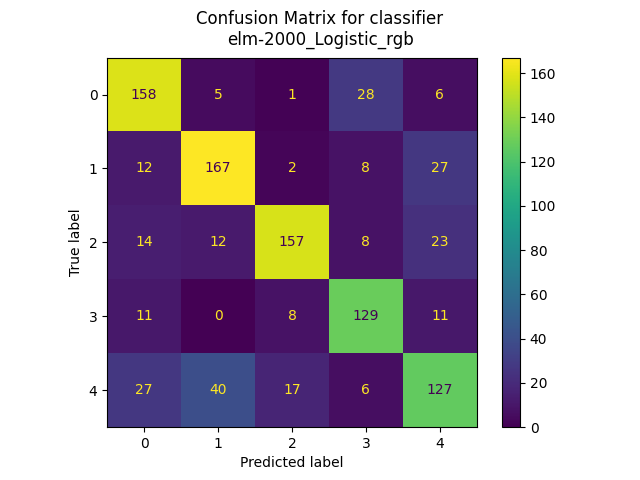 Confusion Matrix for classifier
elm-2000_Logistic_rgb
True label
0 158 5 1 28 6
1 12 167 2 8 27
2 14 12 157 8 23
3 11 0 8 129 11
4 27 40 17 6 127
0 1 2 3 4
Predicted label
160
140
120
100
80
60
40
20
0